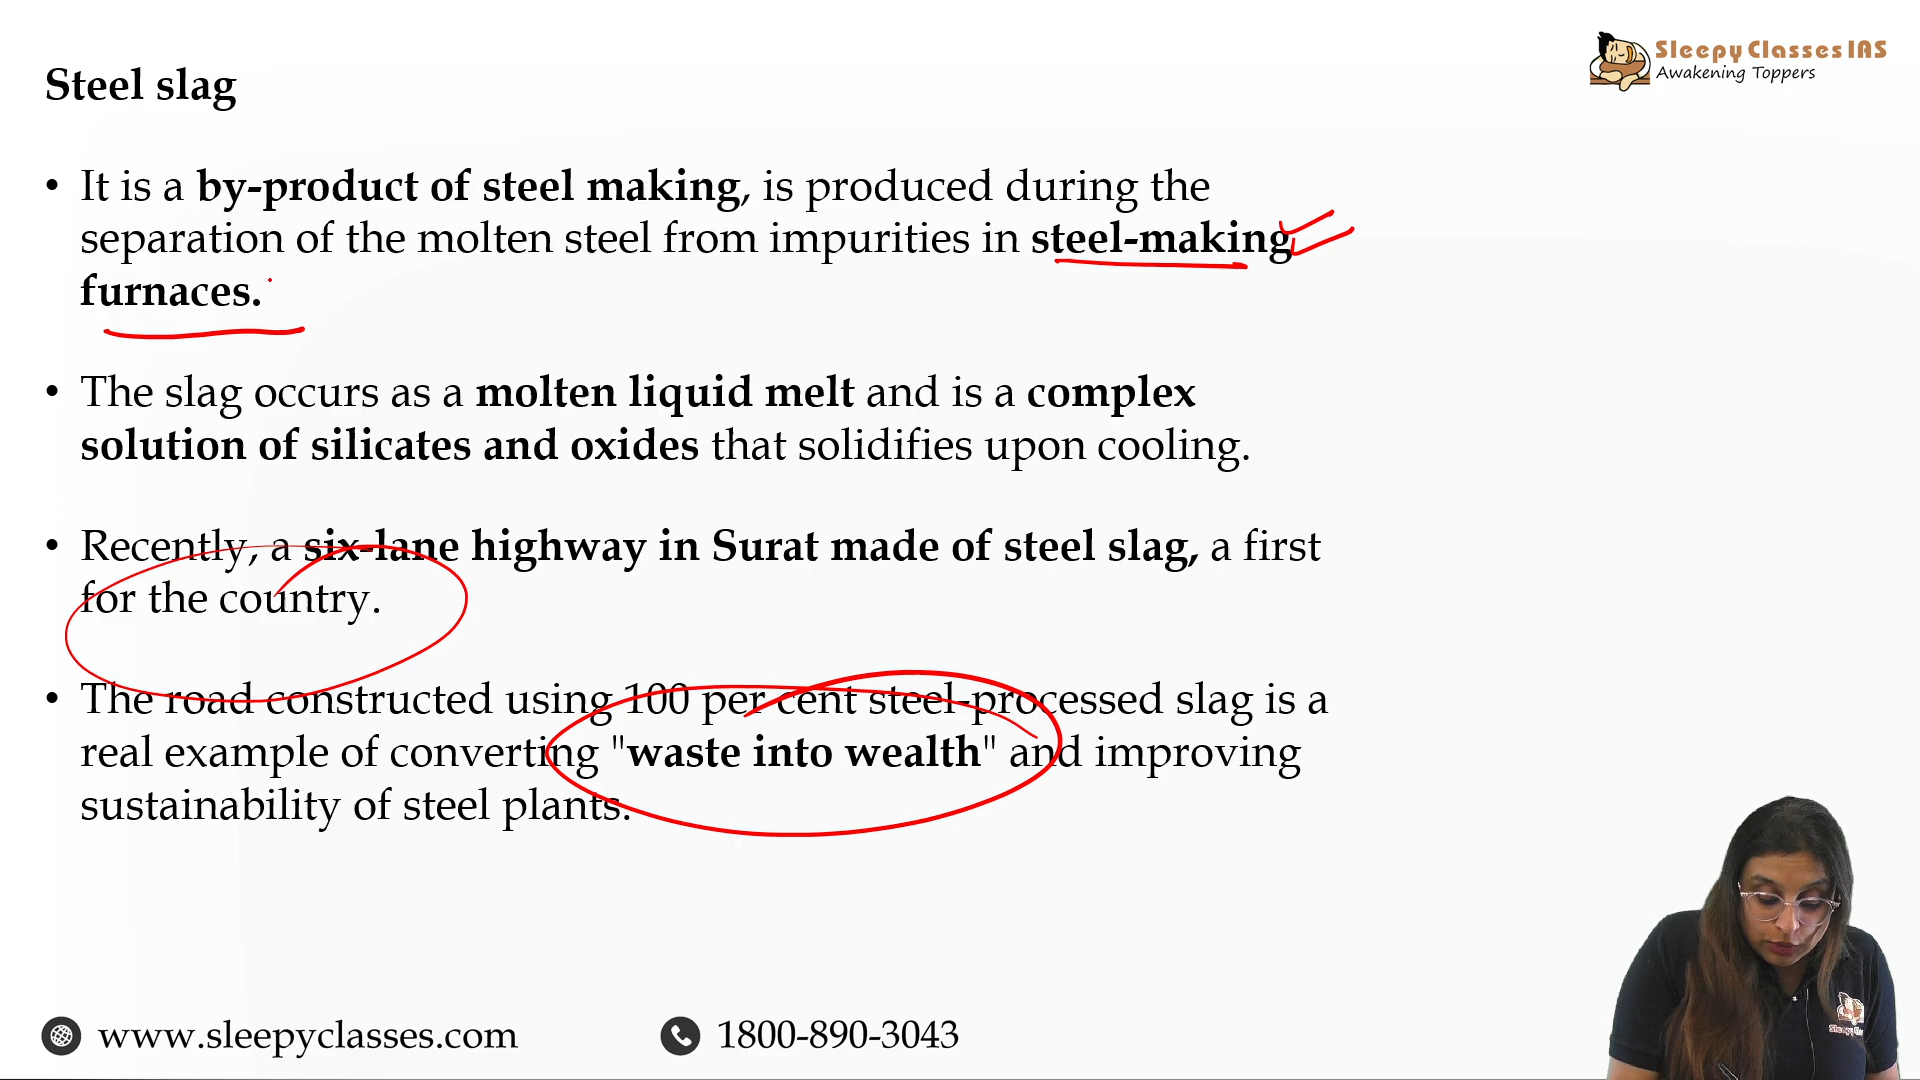 Sleepy Classes IAS
Awakening Toppers
Steel slag
• It is a by-product of steel making, is produced during the
separation of the molten steel from impurities in steel-making
furnaces.
• The slag occurs as a molten liquid melt and is a complex
solution of silicates and oxides that solidifies upon cooling.
• Recently, a six-lane highway in Surat made of steel slag, a first
for the country.
• The road constructed using 100 per cent steel-processed slag is a
real example of converting "waste into wealth" and improving
sustainability of steel plants.
www.sleepyclasses.com
1800-890-3043